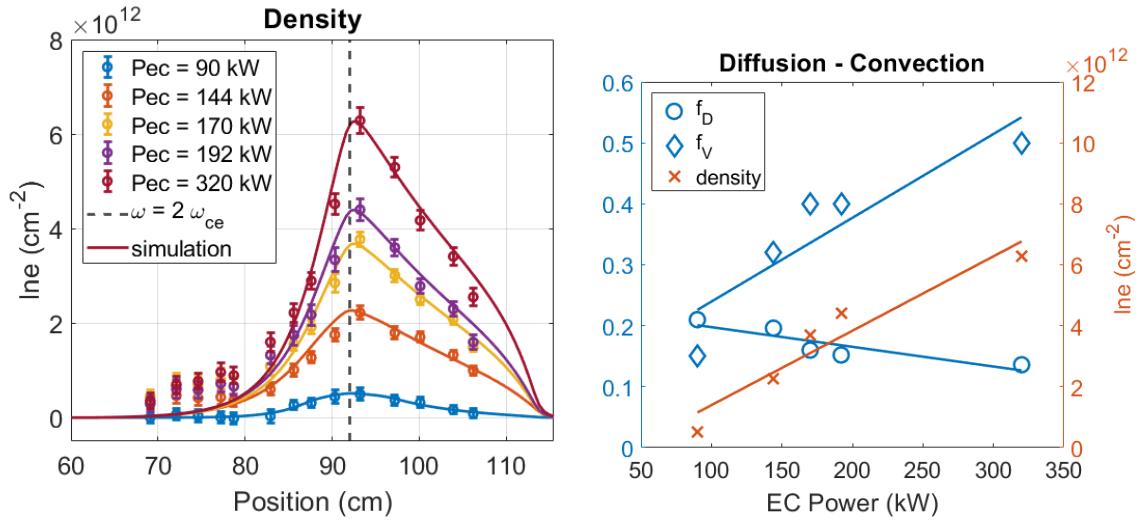 Density
×10^12
8
6
4
2
0
lne (cm^-2)
Pec = 90 kW
Pec = 144 kW
Pec = 170 kW
Pec = 192 kW
Pec = 320 kW
ω = 2 ω_ce
simulation
60 70 80 90 100 110
Position (cm)
Diffusion - Convection
×10^12
0.6
0.5
0.4
0.3
0.2
0.1
0
f_D
f_V
density
12
10
8
6
4
2
0
lne (cm^-2)
50 100 150 200 250 300 350
EC Power (kW)